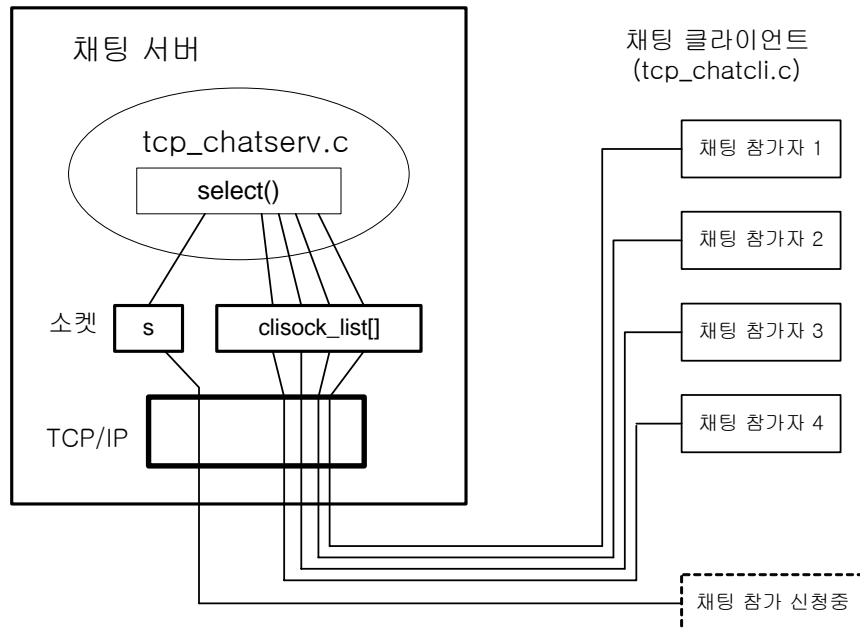 채팅 서버
tcp_chatserv.c
select()
소켓
s
clisock_list[]
TCP/IP
채팅 클라이언트
(tcp_chatcli.c)
채팅 참가자 1
채팅 참가자 2
채팅 참가자 3
채팅 참가자 4
채팅 참가 신청중